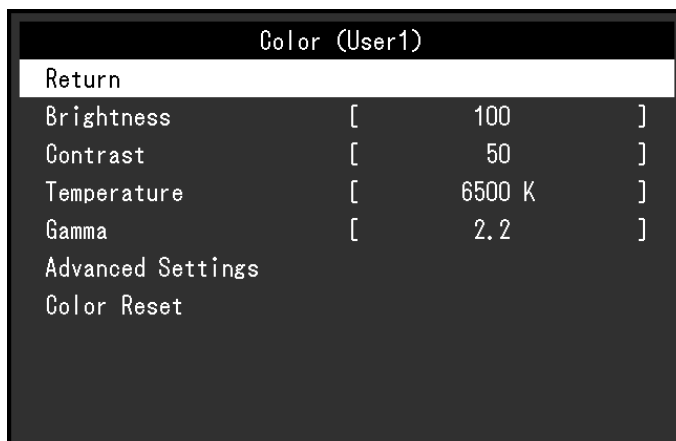 Color (User1)
Return
Brightness [ 100 ]
Contrast [ 50 ]
Temperature [ 6500 K ]
Gamma [ 2.2 ]
Advanced Settings
Color Reset